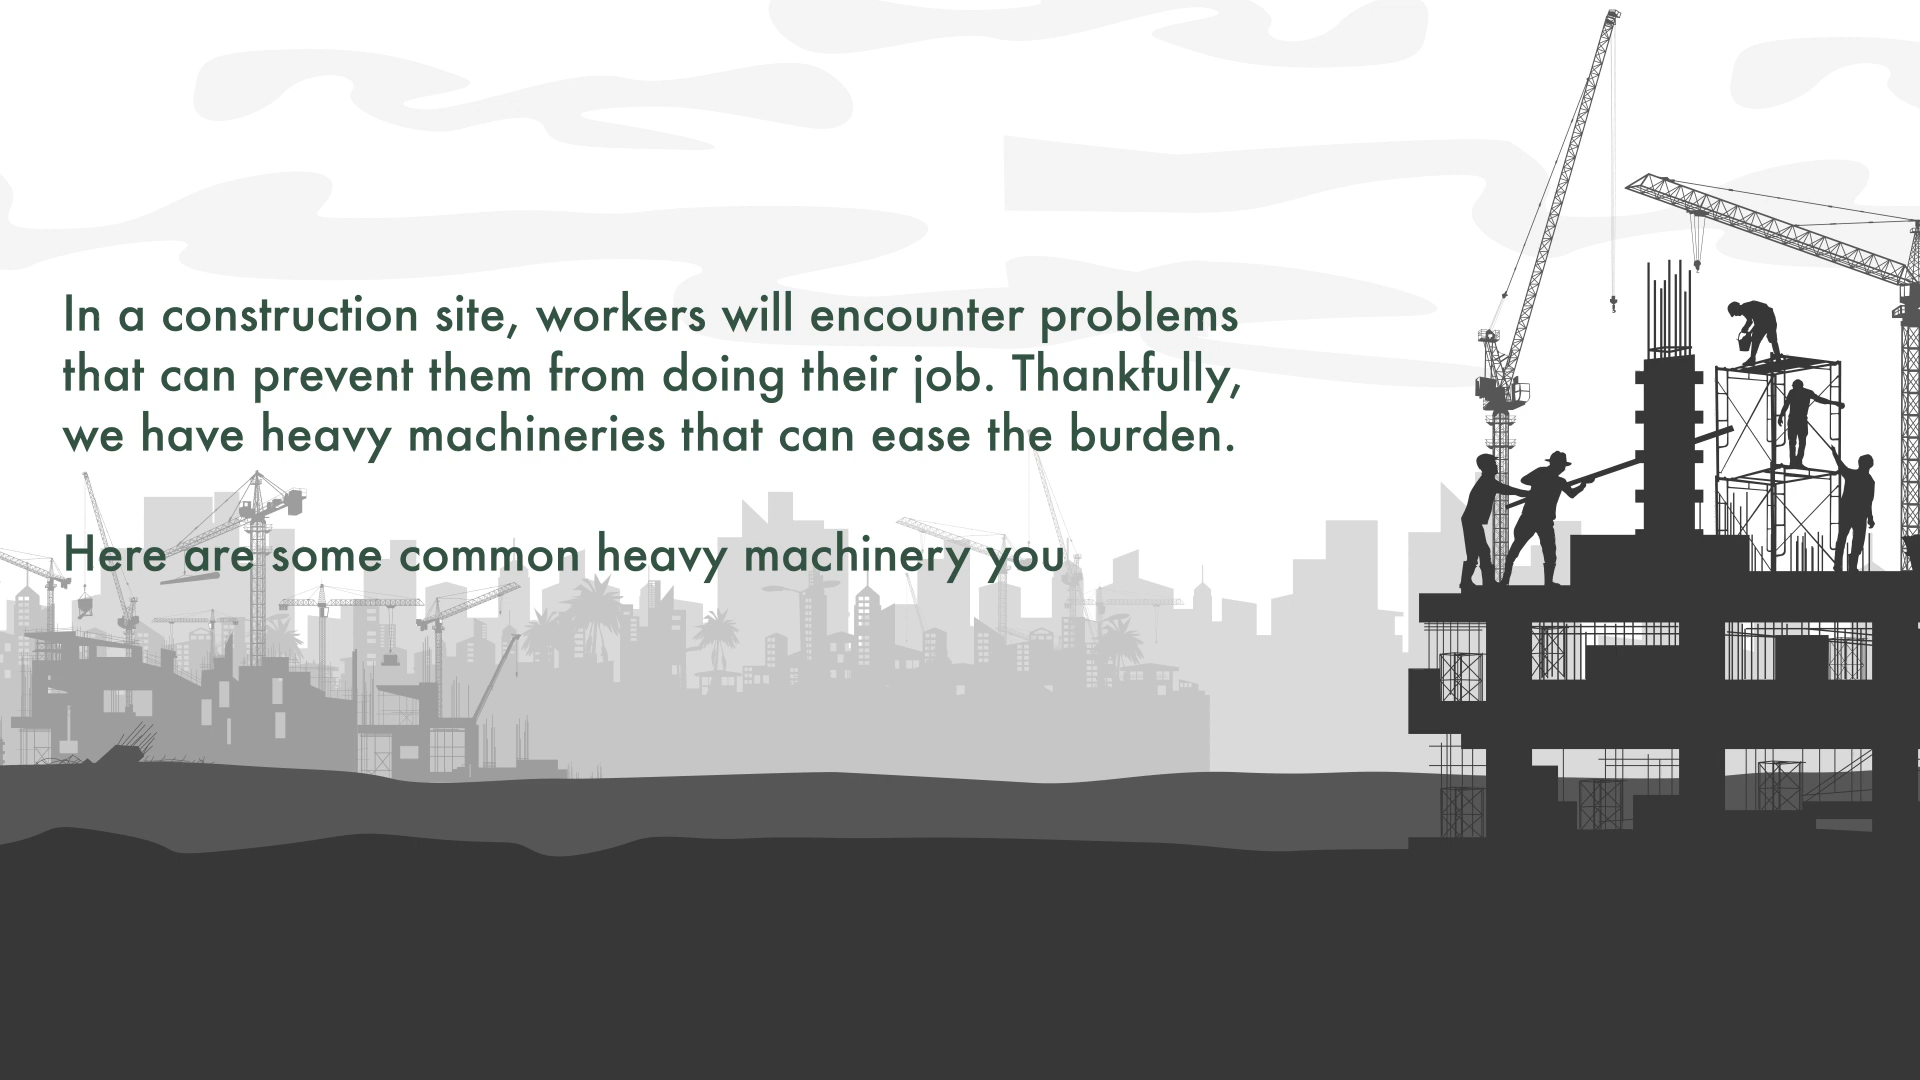 In a construction site, workers will encounter problems
that can prevent them from doing their job. Thankfully,
we have heavy machineries that can ease the burden.
Here are some common heavy machinery you